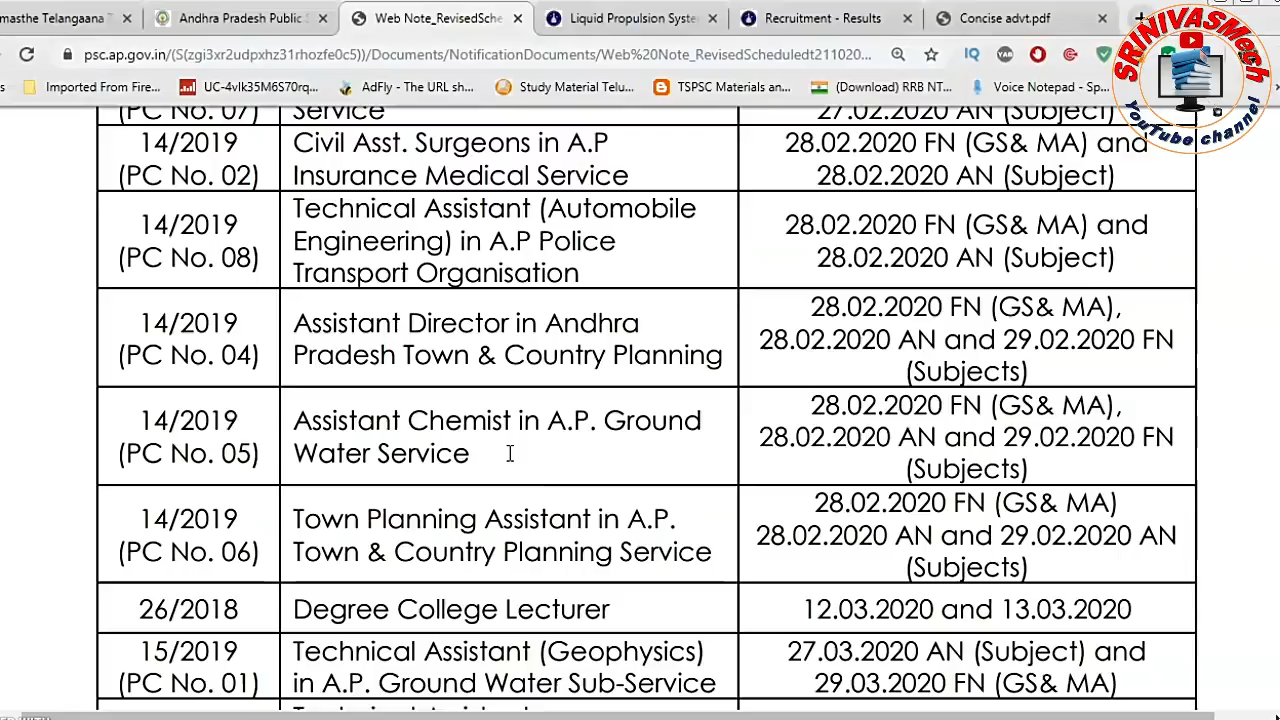 amasthe Telangaana
Andhra Pradesh Public
Web Note_RevisedSche
Liquid Propulsion Syste
Recruitment - Results
Concise advt.pdf
psc.ap.gov.in/(S(zgi3xr2udpxhz31rhozfe0c5))/Documents/NotificationDocuments/Web%20Note_RevisedScheduledt211020...
IQ
YAB
Imported From Fire...
UC-4vlk35M6S70rq...
AdFly - The URL sh...
Study Material Telu...
TSPSC Materials an...
(Download) RRB NT...
Voice Notepad - Sp...
SRINIVASMech
YouTube channel
(PC No. 07)
Service
27.02.2020 AN (Subject)
14/2019
(PC No. 02)
Civil Asst. Surgeons in A.P
Insurance Medical Service
28.02.2020 FN (GS& MA) and
28.02.2020 AN (Subject)
14/2019
(PC No. 08)
Technical Assistant (Automobile
Engineering) in A.P Police
Transport Organisation
28.02.2020 FN (GS& MA) and
28.02.2020 AN (Subject)
14/2019
(PC No. 04)
Assistant Director in Andhra
Pradesh Town & Country Planning
28.02.2020 FN (GS& MA),
28.02.2020 AN and 29.02.2020 FN
(Subjects)
14/2019
(PC No. 05)
Assistant Chemist in A.P. Ground
Water Service
28.02.2020 FN (GS& MA),
28.02.2020 AN and 29.02.2020 FN
(Subjects)
14/2019
(PC No. 06)
Town Planning Assistant in A.P.
Town & Country Planning Service
28.02.2020 FN (GS& MA)
28.02.2020 AN and 29.02.2020 AN
(Subjects)
26/2018
Degree College Lecturer
12.03.2020 and 13.03.2020
15/2019
(PC No. 01)
Technical Assistant (Geophysics)
in A.P. Ground Water Sub-Service
27.03.2020 AN (Subject) and
29.03.2020 FN (GS& MA)